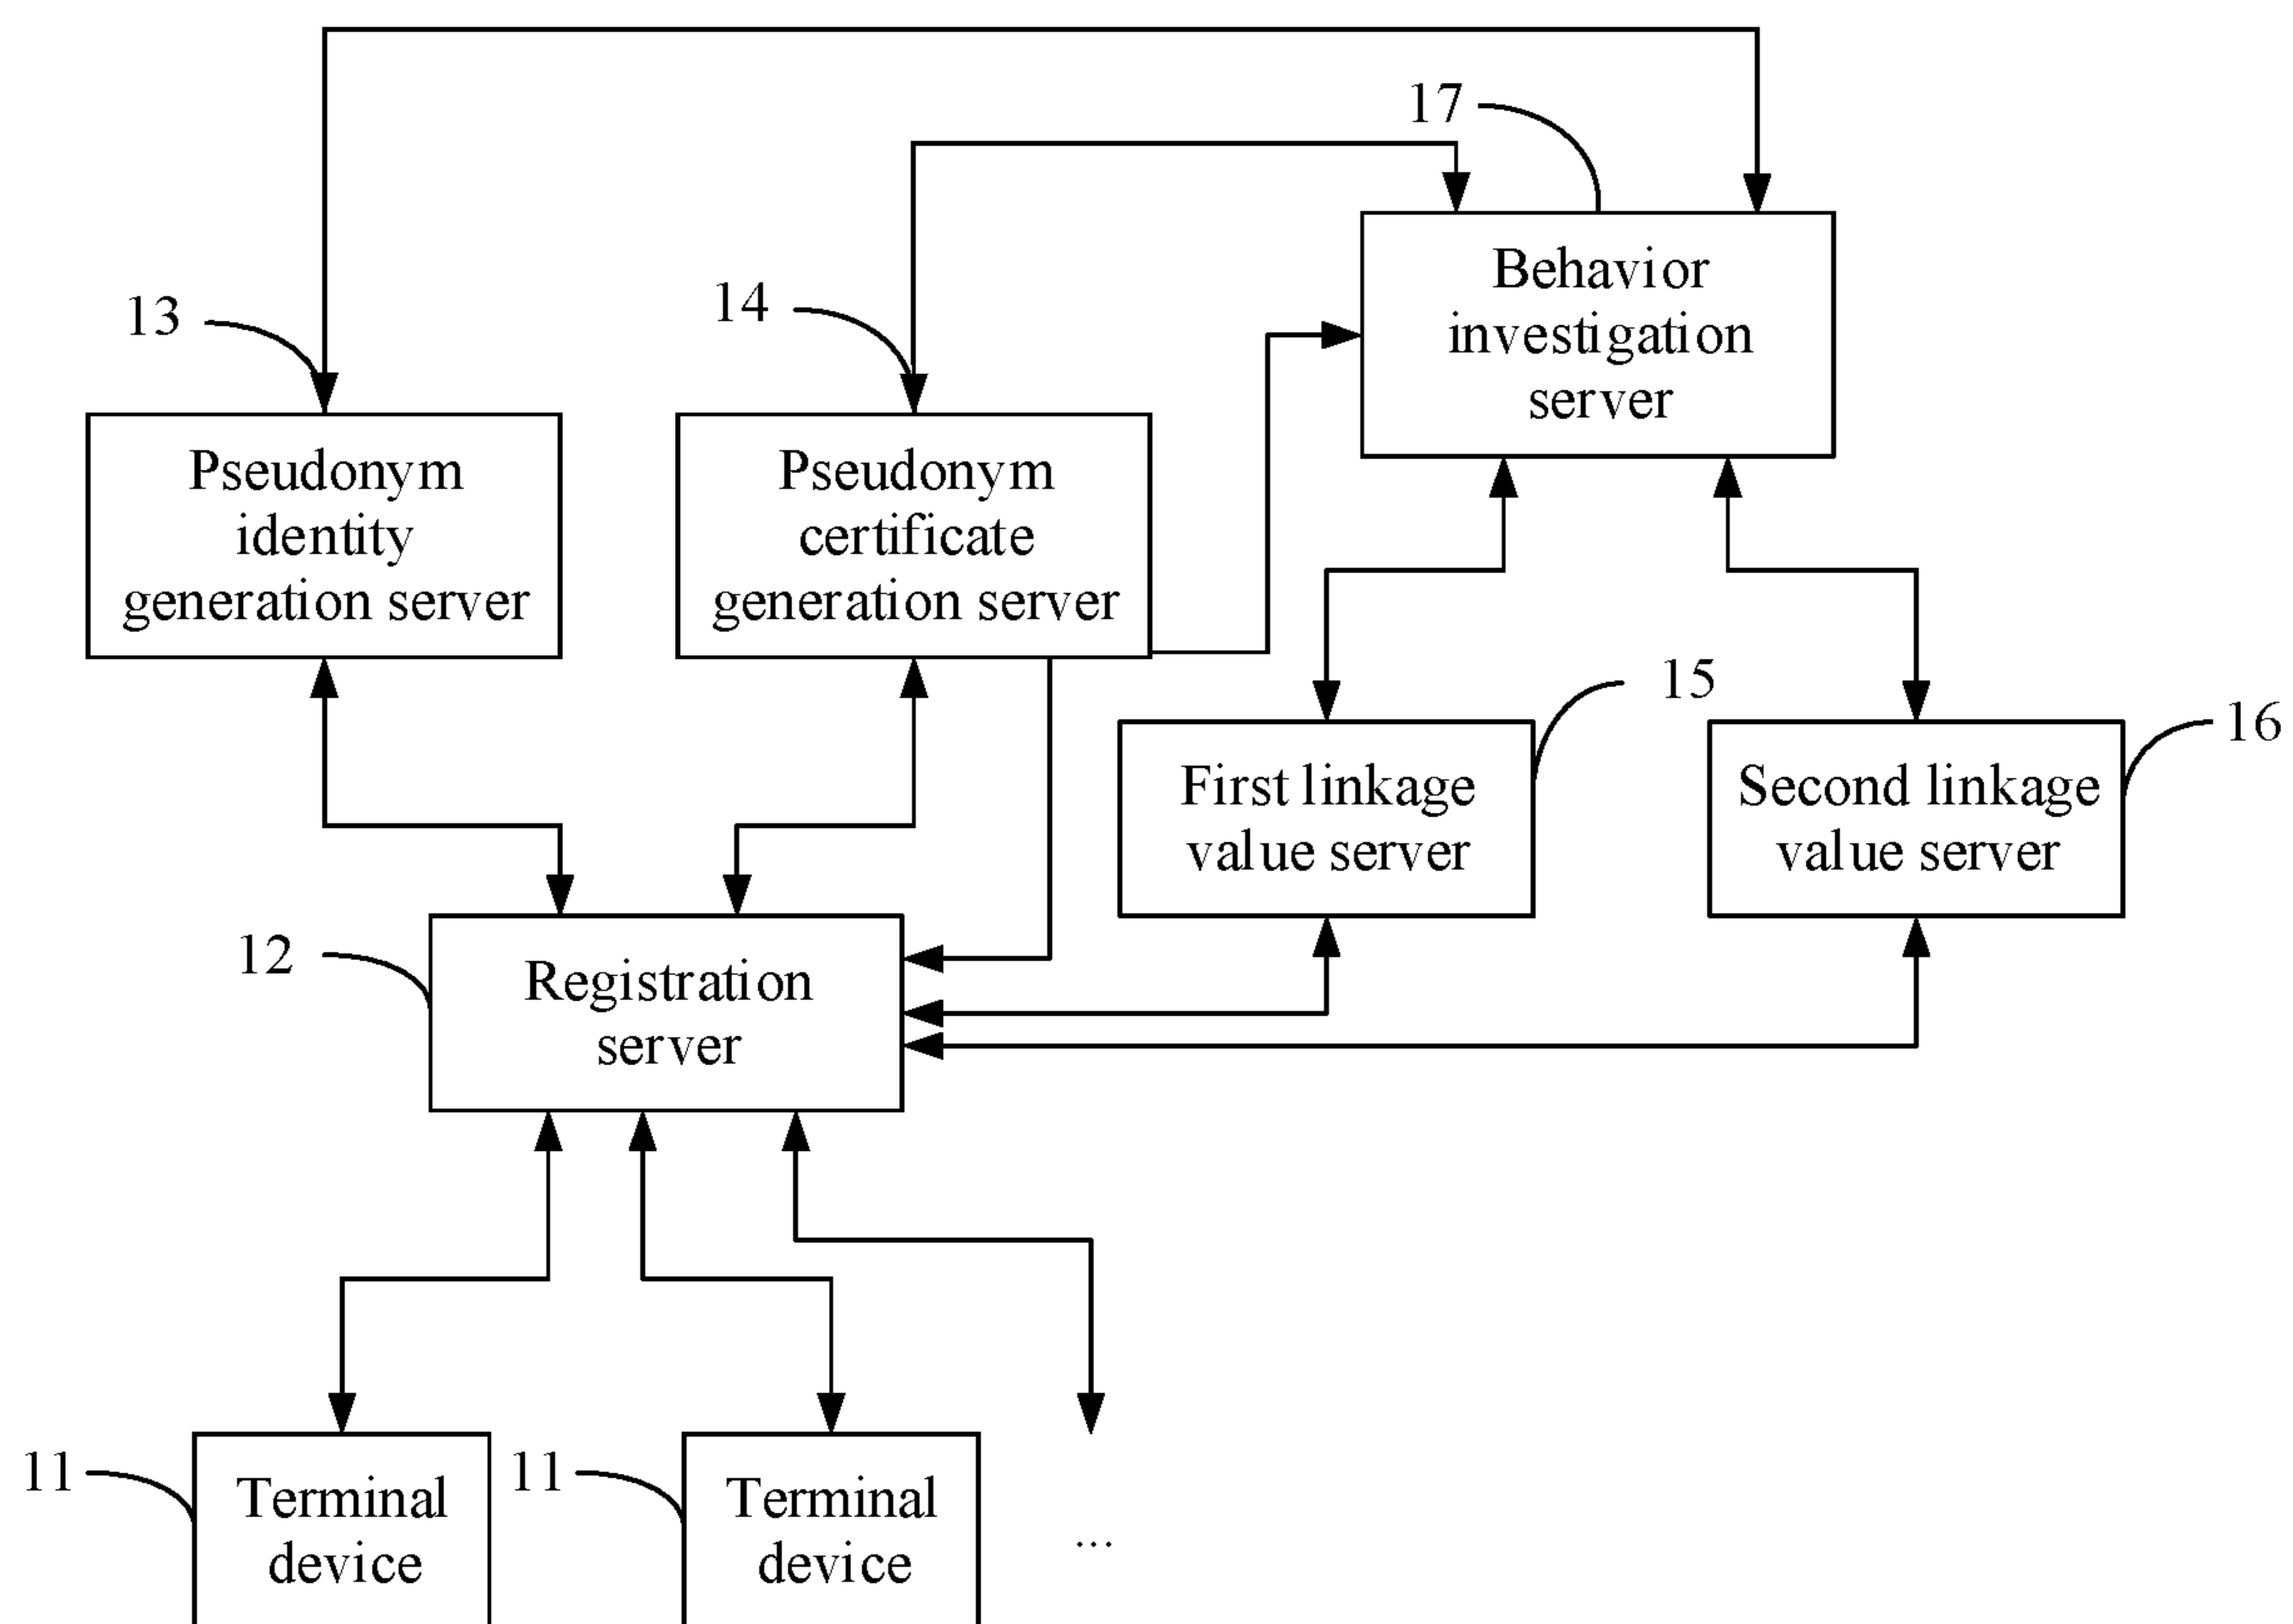 17
Behavior
investigation
server
13
14
Pseudonym
identity
generation server
Pseudonym
certificate
generation server
15
16
First linkage
value server
Second linkage
value server
12
Registration
server
11
Terminal
device
11
Terminal
device
...